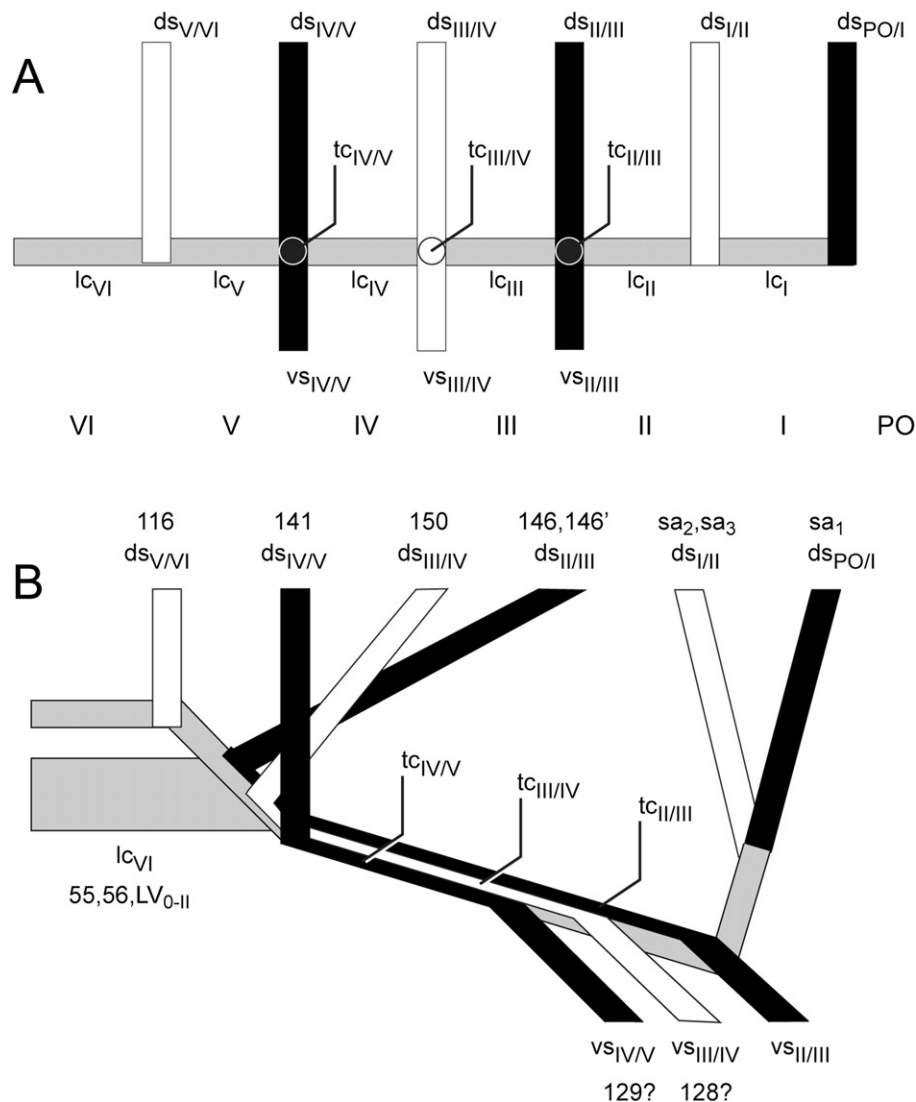 A
ds_V/VI ds_IV/V ds_III/IV ds_II/III ds_I/II ds_PO/I
tc_IV/V tc_III/IV tc_II/III
lc_VI lc_V lc_IV lc_III lc_II lc_I
vs_IV/V vs_III/IV vs_II/III
VI V IV III II I PO
B
116 141 150 146,146’ sa_2,sa_3 sa_1
ds_V/VI ds_IV/V ds_III/IV ds_II/III ds_I/II ds_PO/I
tc_IV/V
tc_III/IV
tc_II/III
lc_VI
55,56,LV_0-II
vs_IV/V vs_III/IV vs_II/III
129? 128?